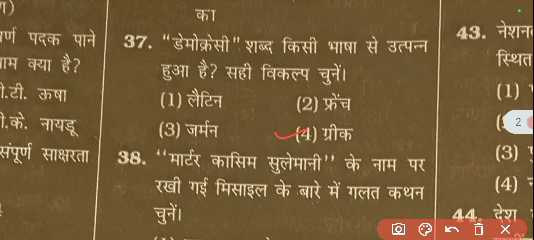 का
र्ण पदक पाने
ाम क्या है?
ी.टी. ऊषा
ी.के. नायडू
संपूर्ण साक्षरता
37. “डेमोक्रेसी” शब्द किसी भाषा से उत्पन्न
हुआ है? सही विकल्प चुनें।
(1) लैटिन (2) फ्रेंच
(3) जर्मन (4) ग्रीक
38. ‘‘मार्टर कासिम सुलेमानी’’ के नाम पर
रखी गई मिसाइल के बारे में गलत कथन
चुनें।
43. नेशन
स्थित
(1)
2
(3)
(4)
44. देश